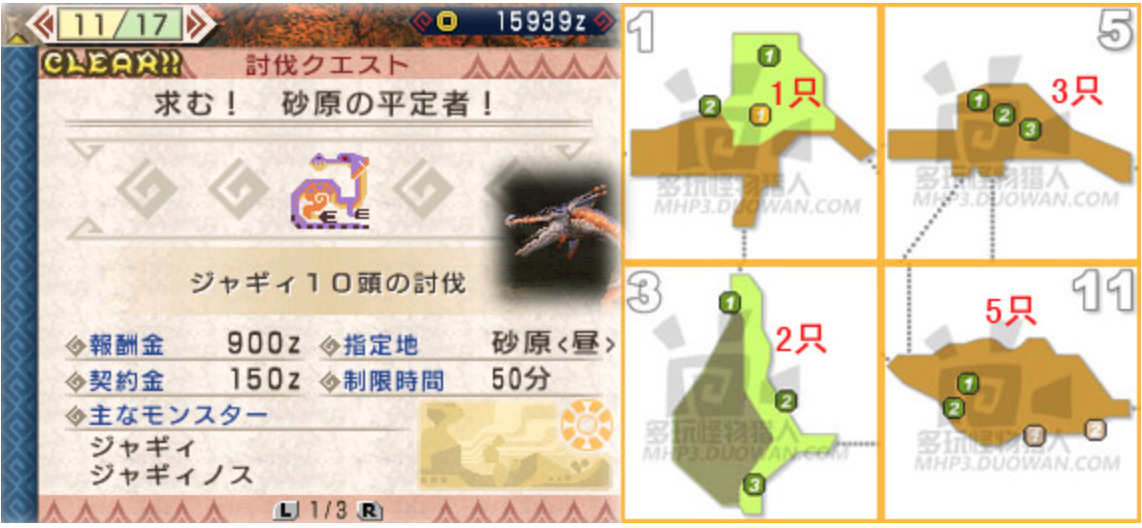 11/17
15939z
CLEAR!!
討伐クエスト
求む! 砂原の平定者!
ジャギィ10頭の討伐
報酬金 900z
指定地 砂原<昼>
契約金 150z
制限時間 50分
主なモンスター
ジャギィ
ジャギィノス
L 1/3 R
1
1
2
1
1只
多玩怪物猎人
MHP3.DUOWAN.COM
5
1
2
3
3只
多玩怪物猎人
MHP3.DUOWAN.COM
3
1
2只
2
3
多玩怪物猎人
MHP3.DUOWAN.COM
11
5只
1
2
1
2
多玩怪物猎人
MHP3.DUOWAN.COM